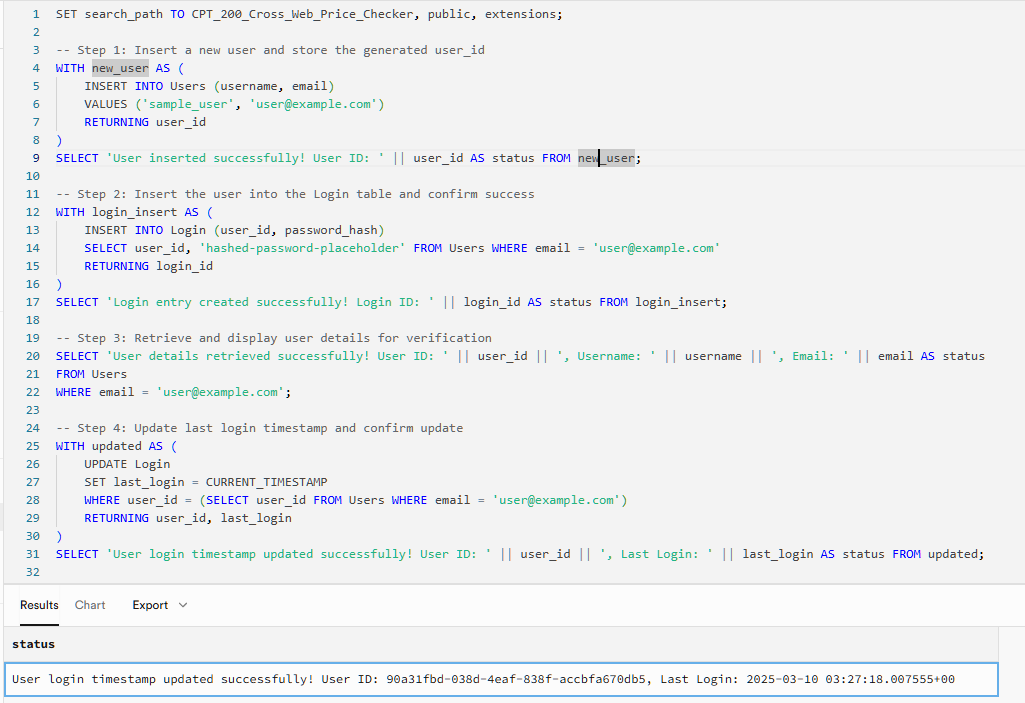 1 SET search_path TO CPT_200_Cross_Web_Price_Checker, public, extensions;
2
3 -- Step 1: Insert a new user and store the generated user_id
4 WITH new_user AS (
5 INSERT INTO Users (username, email)
6 VALUES ('sample_user', 'user@example.com')
7 RETURNING user_id
8 )
9 SELECT 'User inserted successfully! User ID: ' || user_id AS status FROM new_user;
10
11 -- Step 2: Insert the user into the Login table and confirm success
12 WITH login_insert AS (
13 INSERT INTO Login (user_id, password_hash)
14 SELECT user_id, 'hashed-password-placeholder' FROM Users WHERE email = 'user@example.com'
15 RETURNING login_id
16 )
17 SELECT 'Login entry created successfully! Login ID: ' || login_id AS status FROM login_insert;
18
19 -- Step 3: Retrieve and display user details for verification
20 SELECT 'User details retrieved successfully! User ID: ' || user_id || ', Username: ' || username || ', Email: ' || email AS status
21 FROM Users
22 WHERE email = 'user@example.com';
23
24 -- Step 4: Update last login timestamp and confirm update
25 WITH updated AS (
26 UPDATE Login
27 SET last_login = CURRENT_TIMESTAMP
28 WHERE user_id = (SELECT user_id FROM Users WHERE email = 'user@example.com')
29 RETURNING user_id, last_login
30 )
31 SELECT 'User login timestamp updated successfully! User ID: ' || user_id || ', Last Login: ' || last_login AS status FROM updated;
32
Results Chart Export
status
User login timestamp updated successfully! User ID: 90a31fbd-038d-4eaf-838f-accbfa670db5, Last Login: 2025-03-10 03:27:18.007555+00